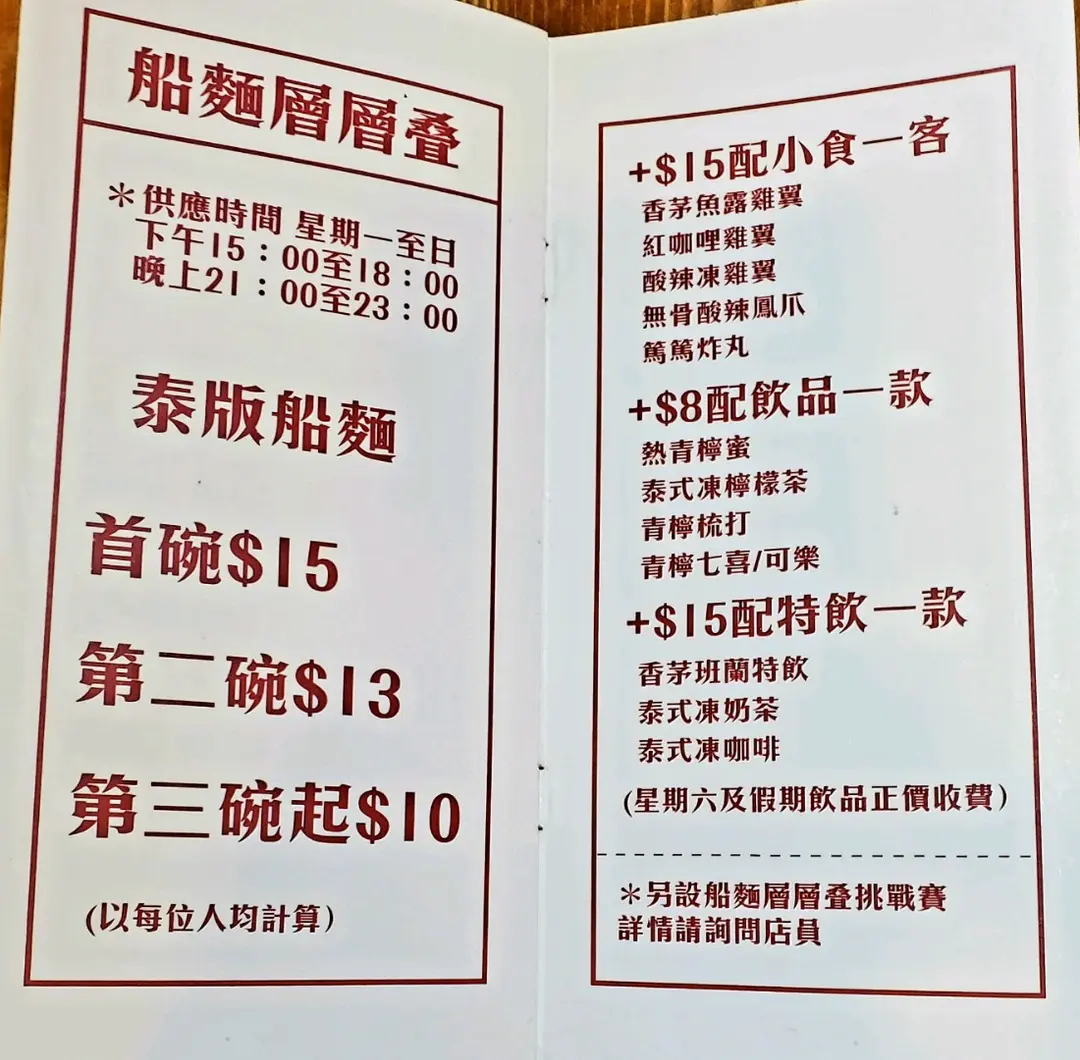 船麵層層叠
＊供應時間 星期一至日
下午15：00至18：00
晚上21：00至23：00
泰版船麵
首碗$15
第二碗$13
第三碗起$10
(以每位人均計算)
+$15配小食一客
香茅魚露雞翼
紅咖哩雞翼
酸辣凍雞翼
無骨酸辣鳳爪
篤篤炸丸
+$8配飲品一款
熱青檸蜜
泰式凍檸檬茶
青檸梳打
青檸七喜/可樂
+$15配特飲一款
香茅班蘭特飲
泰式凍奶茶
泰式凍咖啡
(星期六及假期飲品正價收費)
＊另設船麵層層叠挑戰賽
詳情請詢問店員